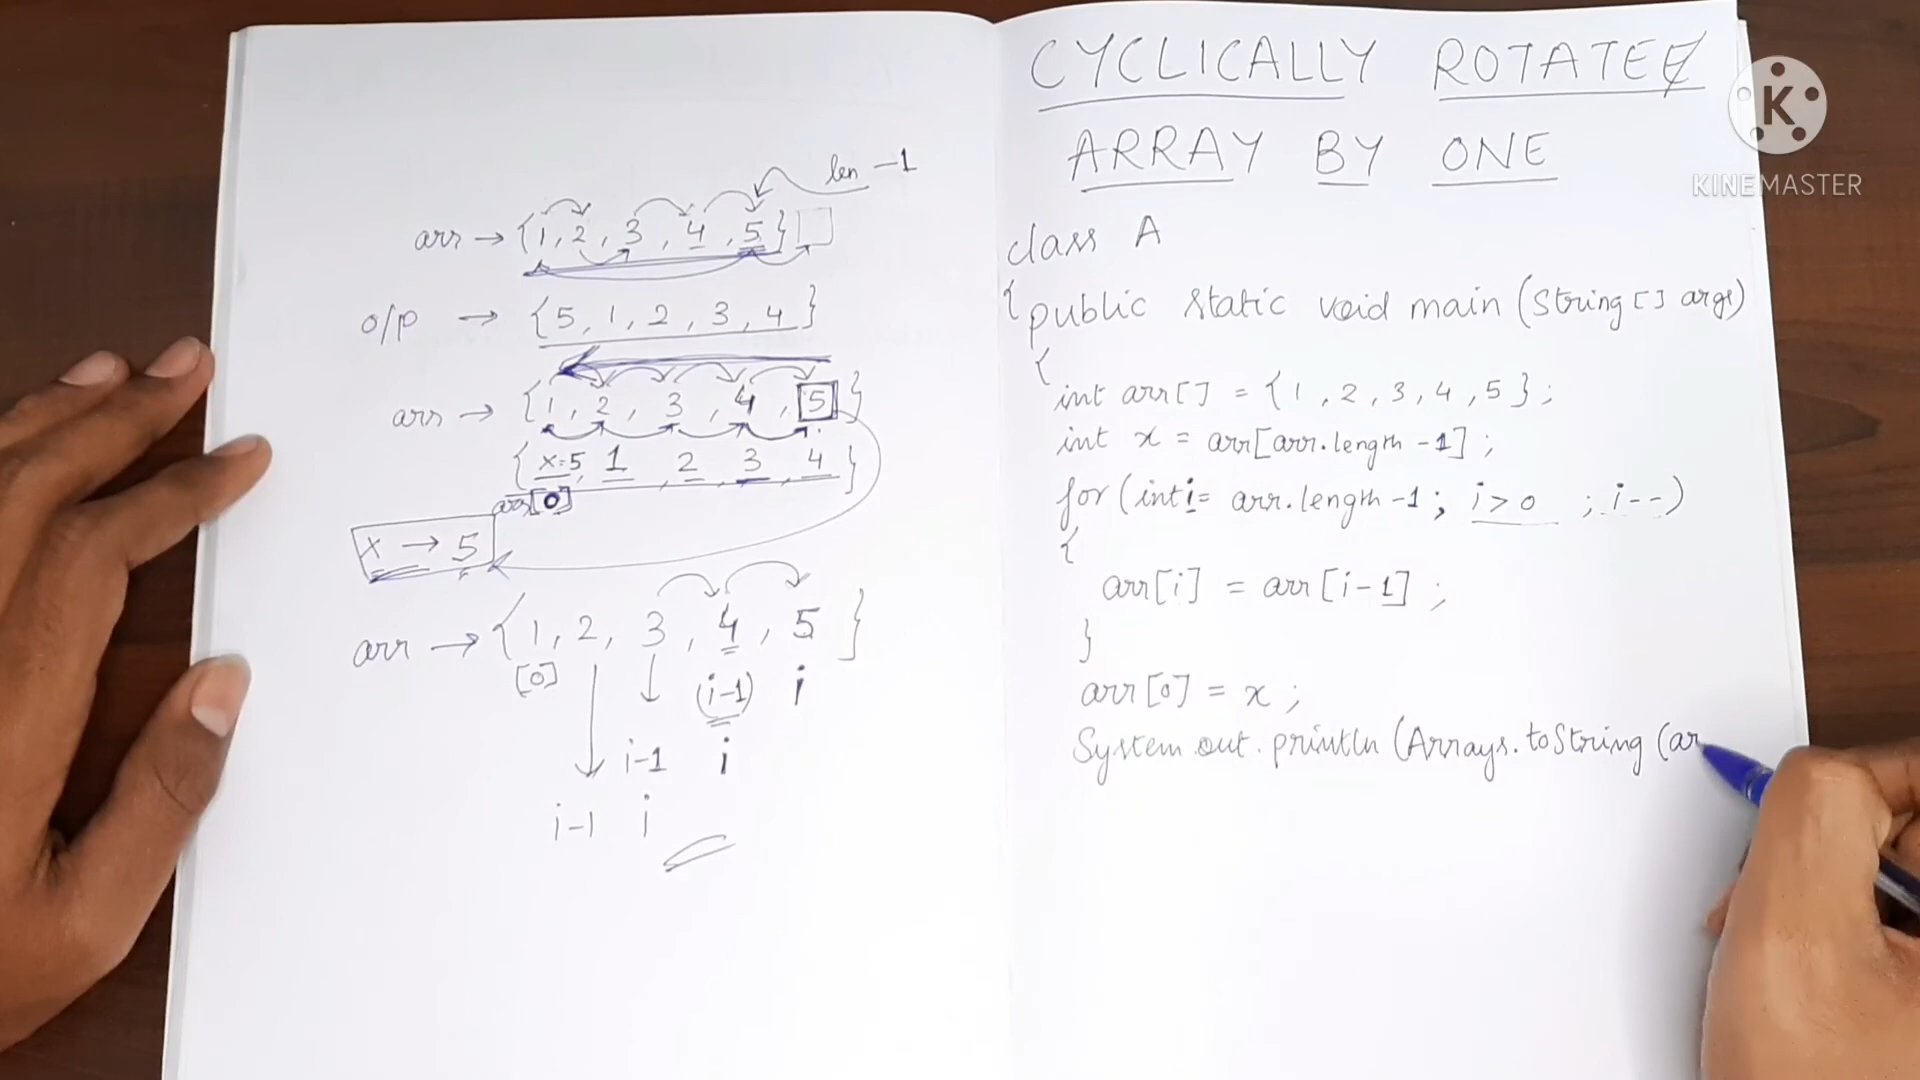 len -1
arr → {1, 2, 3, 4, 5}
o/p → {5, 1, 2, 3, 4}
arr → {1, 2, 3, 4, 5}
{x=5, 1, 2, 3, 4}
arr[0]
x → 5
arr → {1, 2, 3, 4, 5}
[0] (i-1) i
i-1 i
i-1 i
CYCLICALLY ROTATE
ARRAY BY ONE
class A
{ public static void main (String [] args)
{
int arr[] = {1, 2, 3, 4, 5};
int x = arr[arr.length -1];
for (int i= arr.length -1; i>0 ; i--)
{
arr[i] = arr[i-1];
}
arr[0] = x;
System out. println (Arrays. toString (ar
K
KINEMASTER